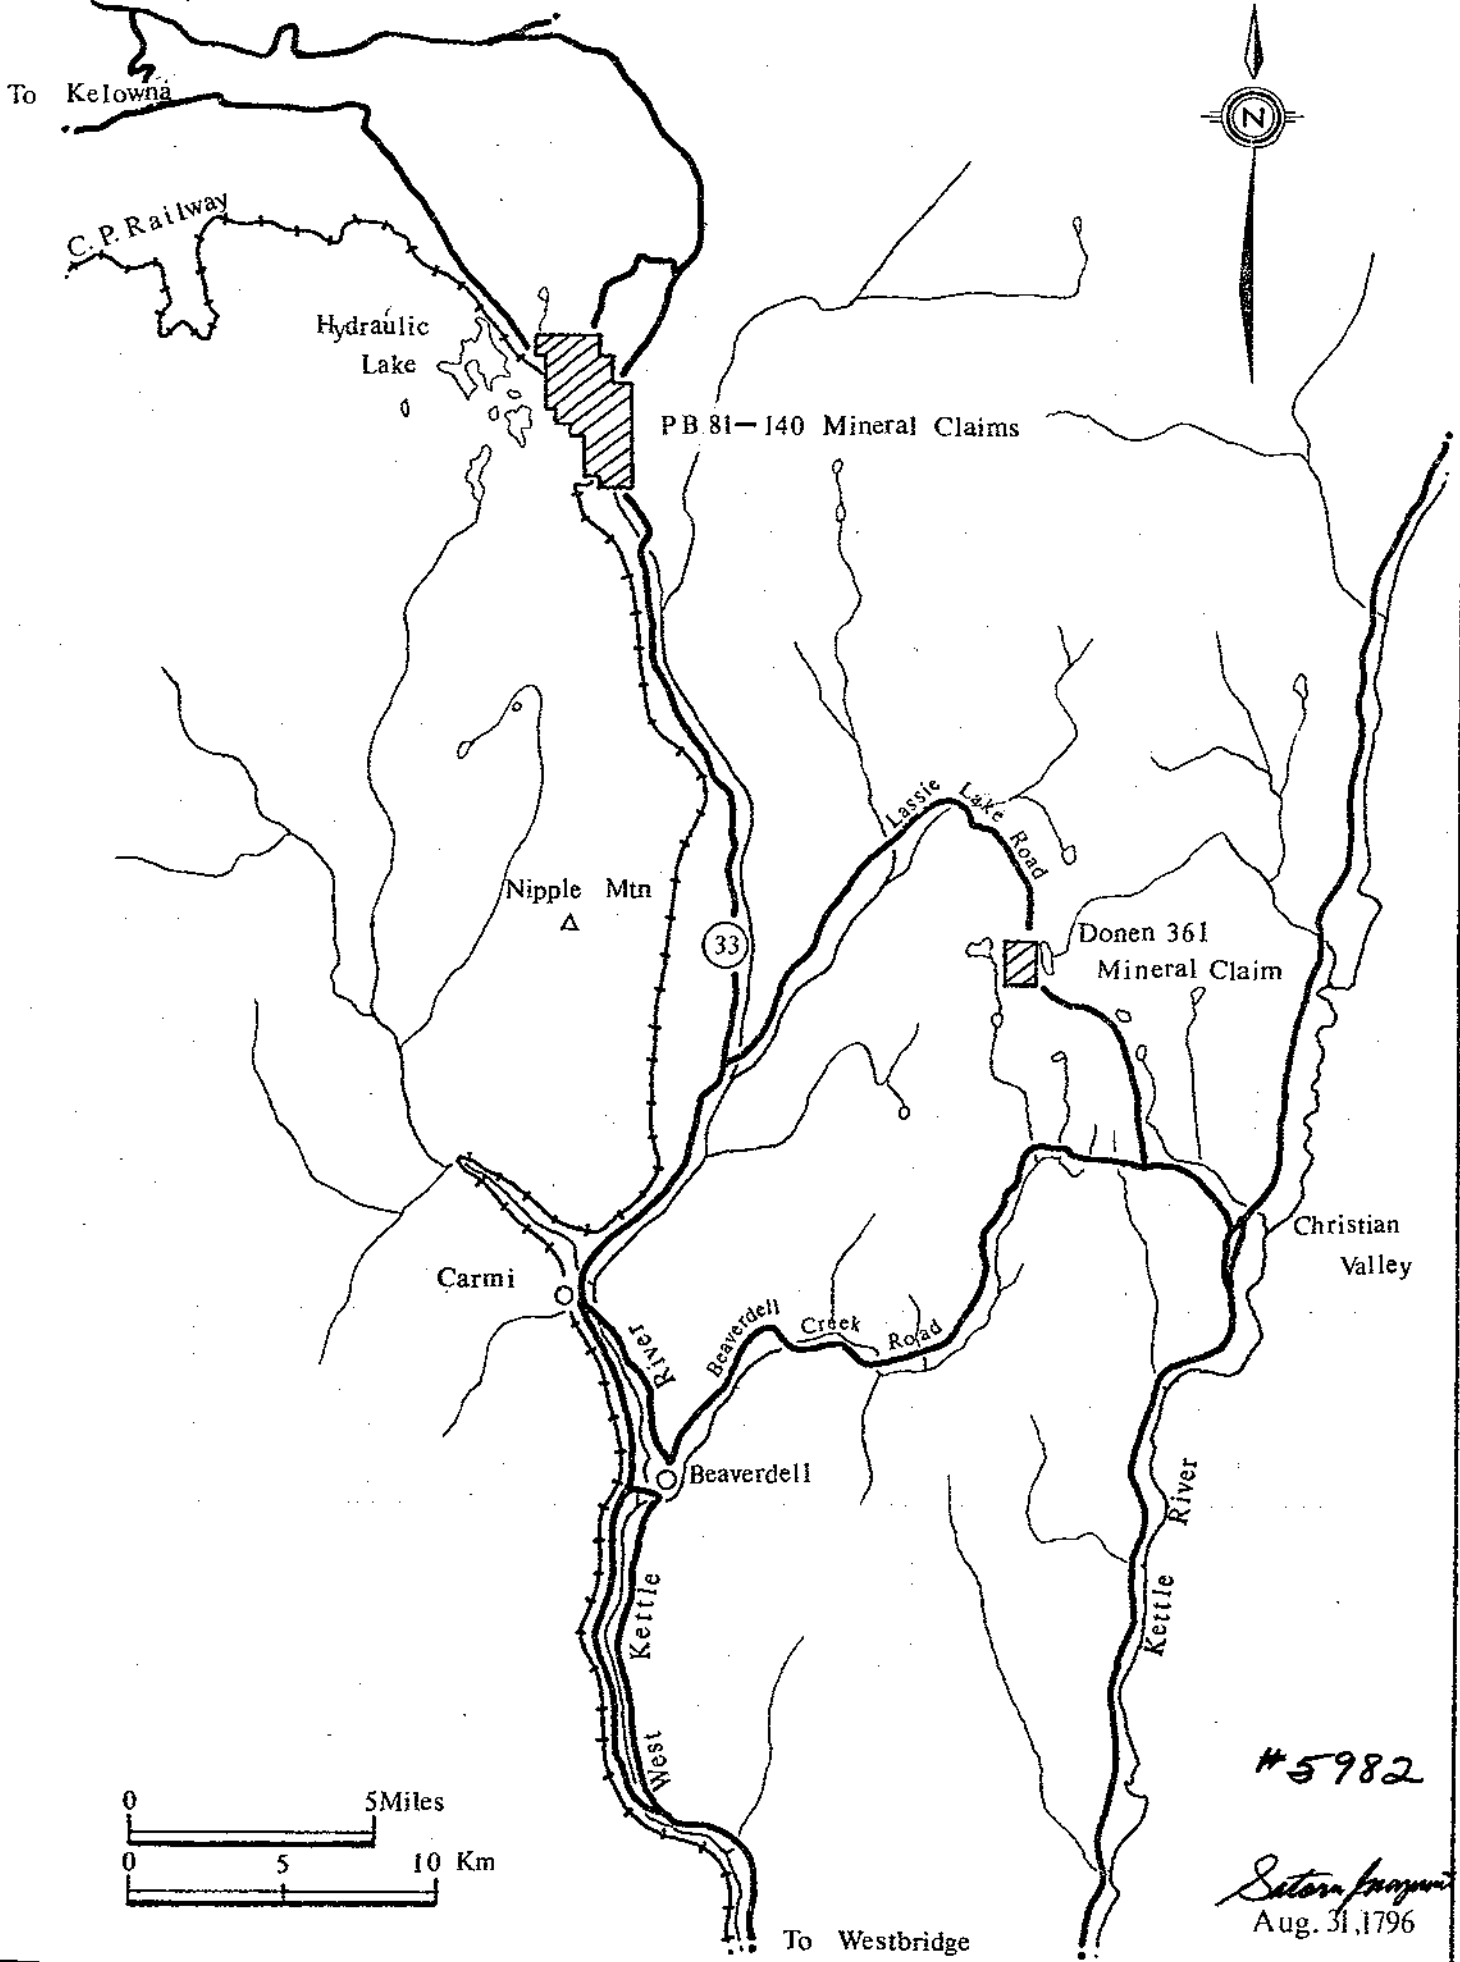 To Kelowna
N
C.P. Railway
Hydraulic
Lake
PB 81-140 Mineral Claims
Lassie Lake Road
Nipple Mtn
33
Donen 361
Mineral Claim
Christian
Valley
Carmi
Beaverdell Creek Road
Beaverdell
West Kettle River
Kettle River
#5982
0 5 Miles
0 5 10 Km
Aug. 31, 1796
To Westbridge